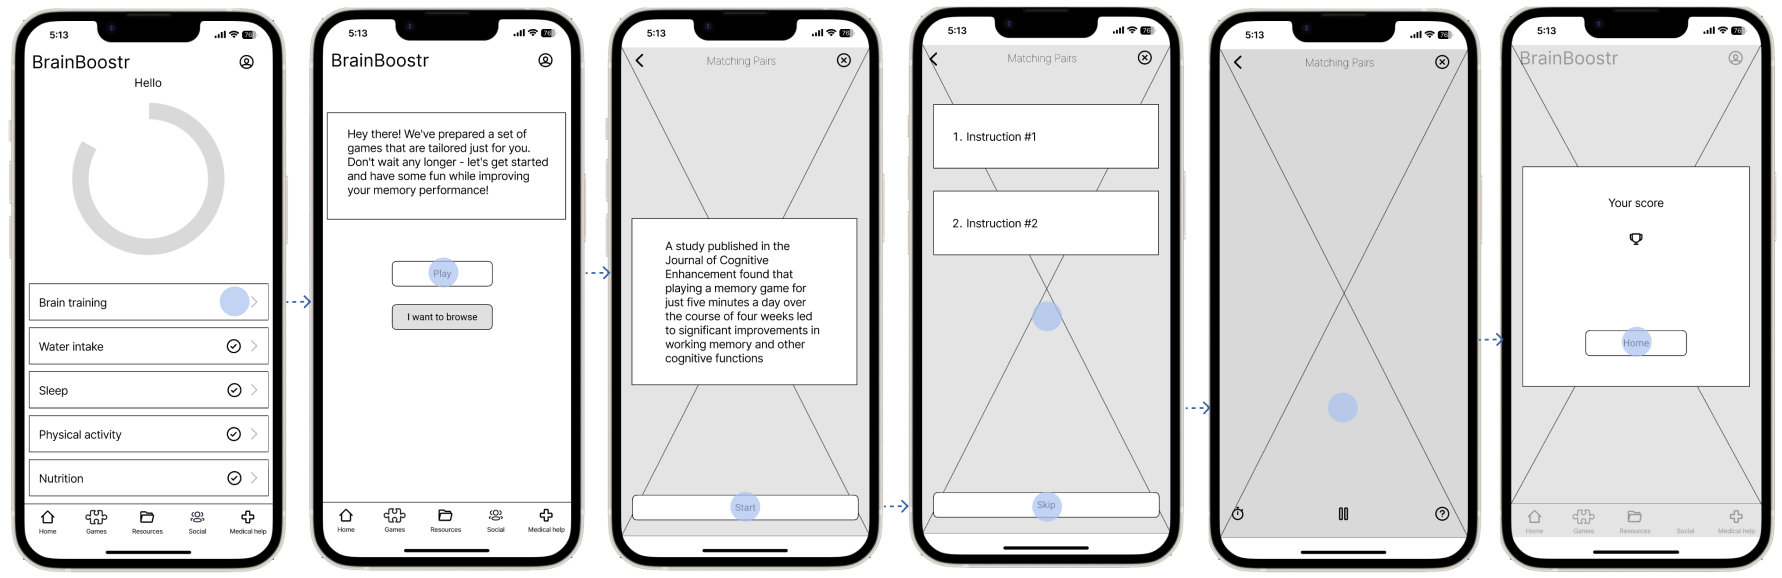 5:13
76
BrainBoostr
Hello
Brain training
Water intake
Sleep
Physical activity
Nutrition
Home
Games
Resources
Social
Medical help
5:13
76
BrainBoostr
Hey there! We've prepared a set of
games that are tailored just for you.
Don't wait any longer - let's get started
and have some fun while improving
your memory performance!
Play
I want to browse
Home
Games
Resources
Social
Medical help
5:13
76
Matching Pairs
A study published in the
Journal of Cognitive
Enhancement found that
playing a memory game for
just five minutes a day over
the course of four weeks led
to significant improvements in
working memory and other
cognitive functions
Start
5:13
76
Matching Pairs
1. Instruction #1
2. Instruction #2
Skip
5:13
76
Matching Pairs
5:13
76
BrainBoostr
Your score
Home
Home
Games
Resources
Social
Medical help